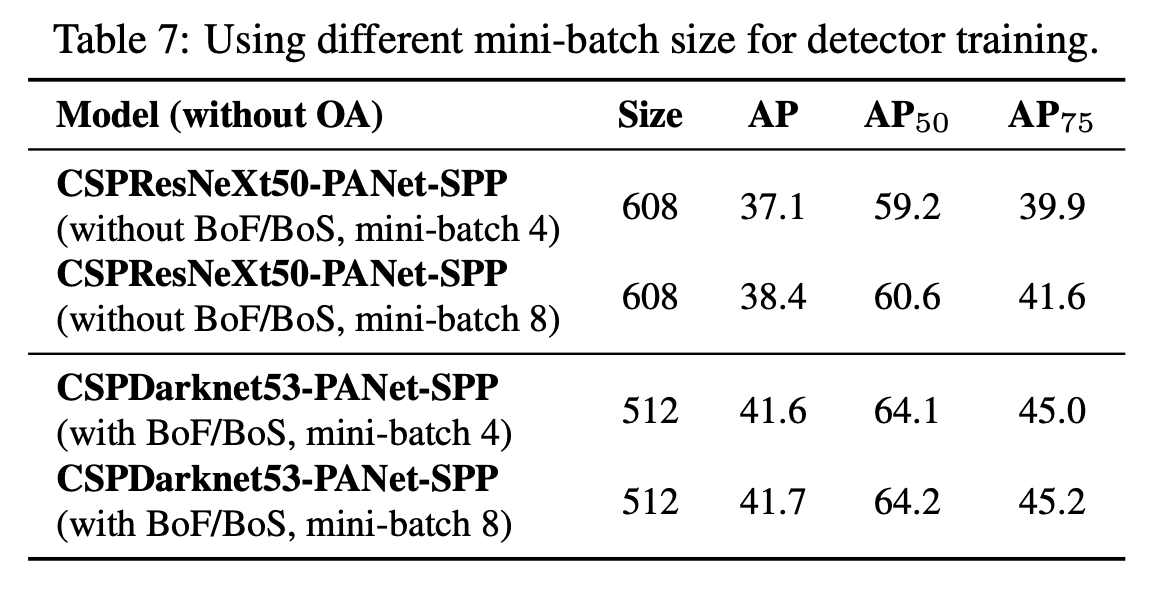 Table 7: Using different mini-batch size for detector training.
Model (without OA) Size AP AP50 AP75
CSPResNeXt50-PANet-SPP
(without BoF/BoS, mini-batch 4) 608 37.1 59.2 39.9
CSPResNeXt50-PANet-SPP
(without BoF/BoS, mini-batch 8) 608 38.4 60.6 41.6
CSPDarknet53-PANet-SPP
(with BoF/BoS, mini-batch 4) 512 41.6 64.1 45.0
CSPDarknet53-PANet-SPP
(with BoF/BoS, mini-batch 8) 512 41.7 64.2 45.2